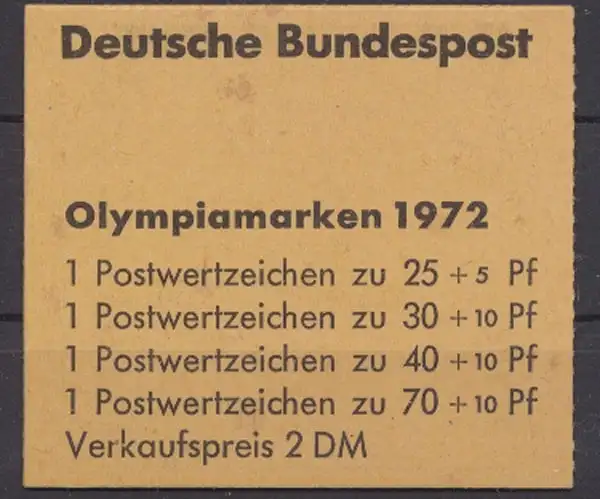 Deutsche Bundespost
Olympiamarken 1972
1 Postwertzeichen zu 25 + 5 Pf
1 Postwertzeichen zu 30 + 10 Pf
1 Postwertzeichen zu 40 + 10 Pf
1 Postwertzeichen zu 70 + 10 Pf
Verkaufspreis 2 DM